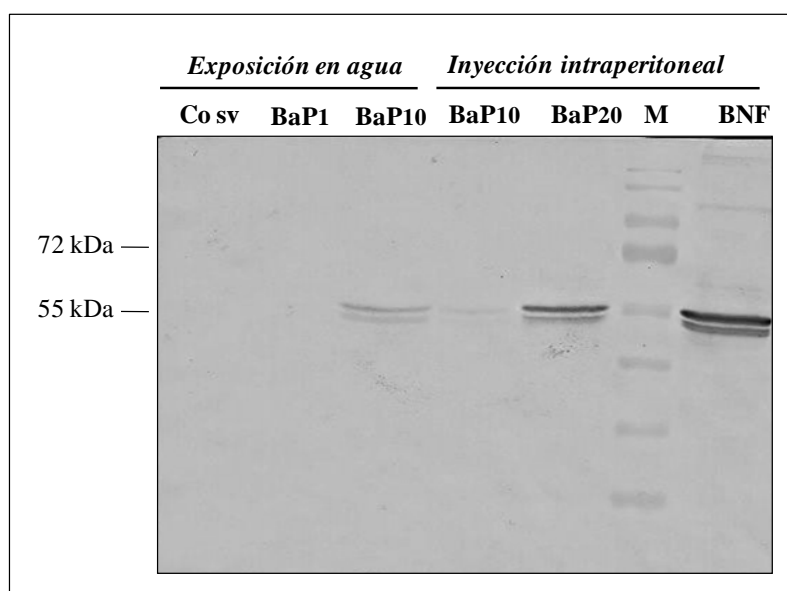 Exposición en agua Inyección intraperitoneal
Co sv BaP1 BaP10 BaP10 BaP20 M BNF
72 kDa
55 kDa